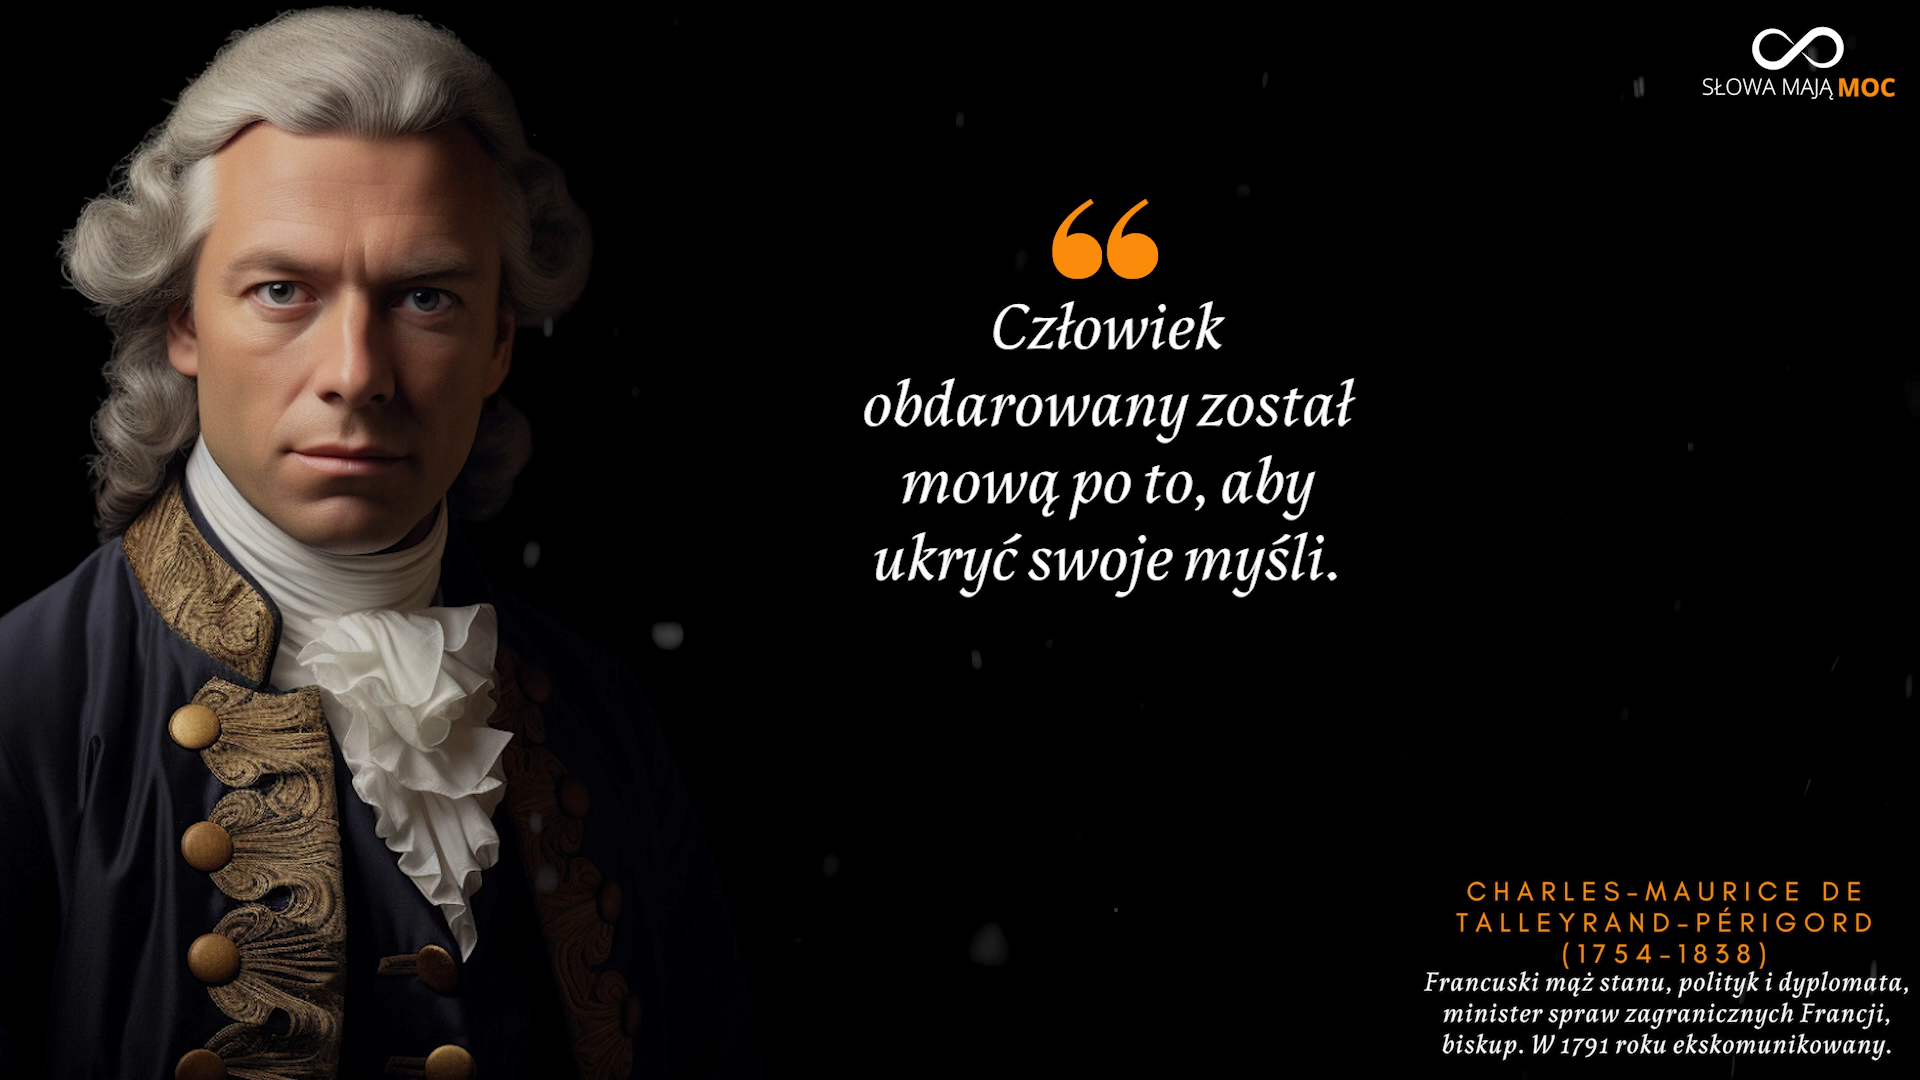 SŁOWA MAJĄ MOC
Człowiek
obdarowany został
mową po to, aby
ukryć swoje myśli.
CHARLES-MAURICE DE
TALLEYRAND-PÉRIGORD
(1754-1838)
Francuski mąż stanu, polityk i dyplomata,
minister spraw zagranicznych Francji,
biskup. W 1791 roku ekskomunikowany.